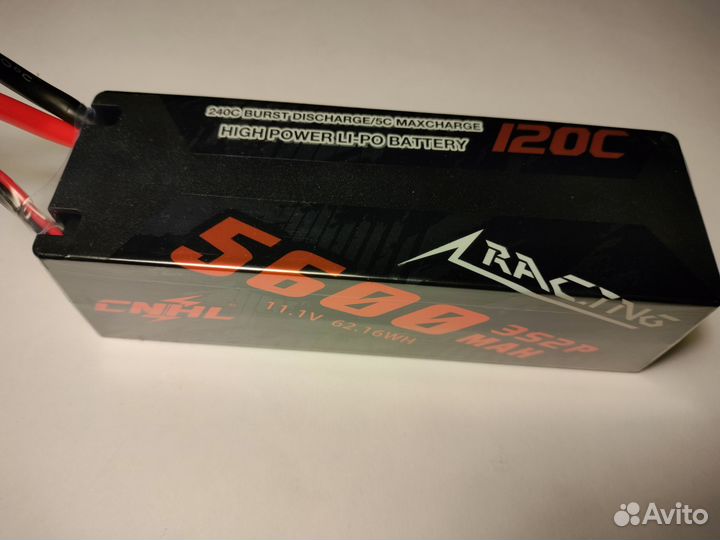 240C BURST DISCHARGE/5C MAXCHARGE
HIGH POWER LI-PO BATTERY
120C
5600
MAH
3S2P
RACING
CNHL
11.1V 62.16WH
Avito